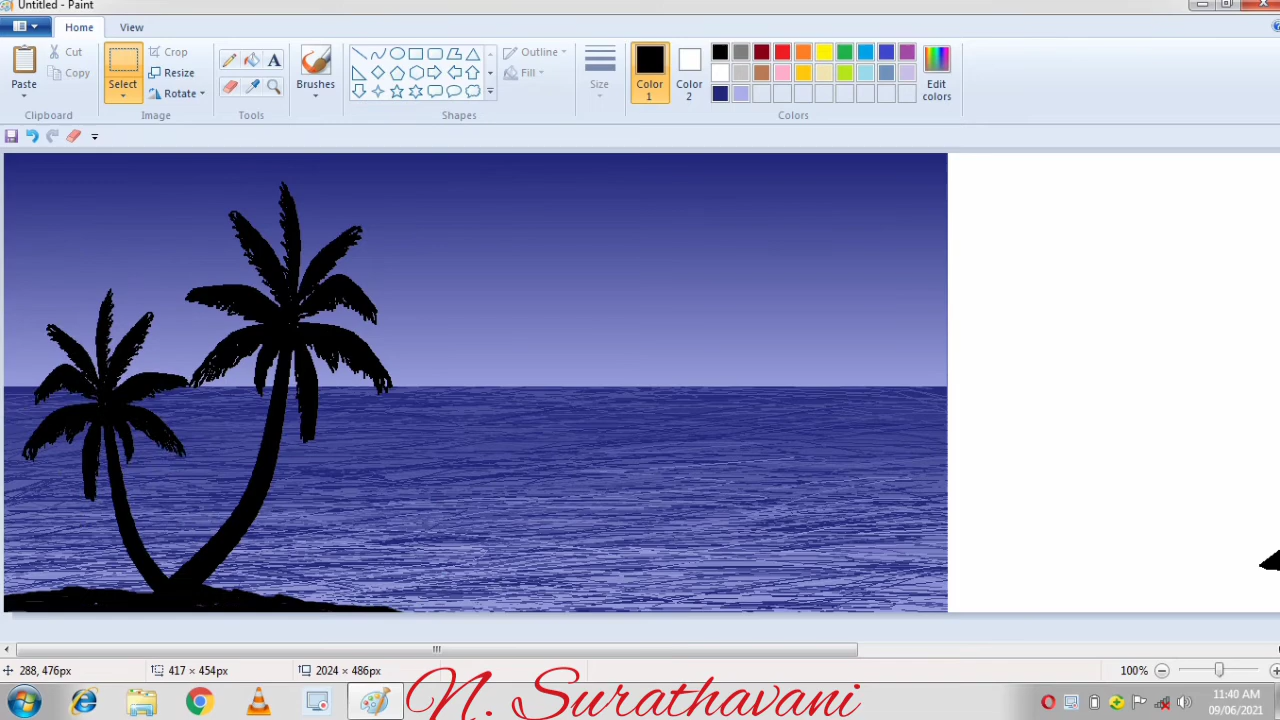 Untitled - Paint
Home View
Paste
Cut
Copy
Clipboard
Select
Crop
Resize
Rotate
Image
A
Tools
Brushes
Shapes
Outline
Fill
Size
Color 1
Color 2
Edit colors
Colors
288, 476px
417 × 454px
2024 × 486px
100%
N. Surathavani
11:40 AM
09/06/2021